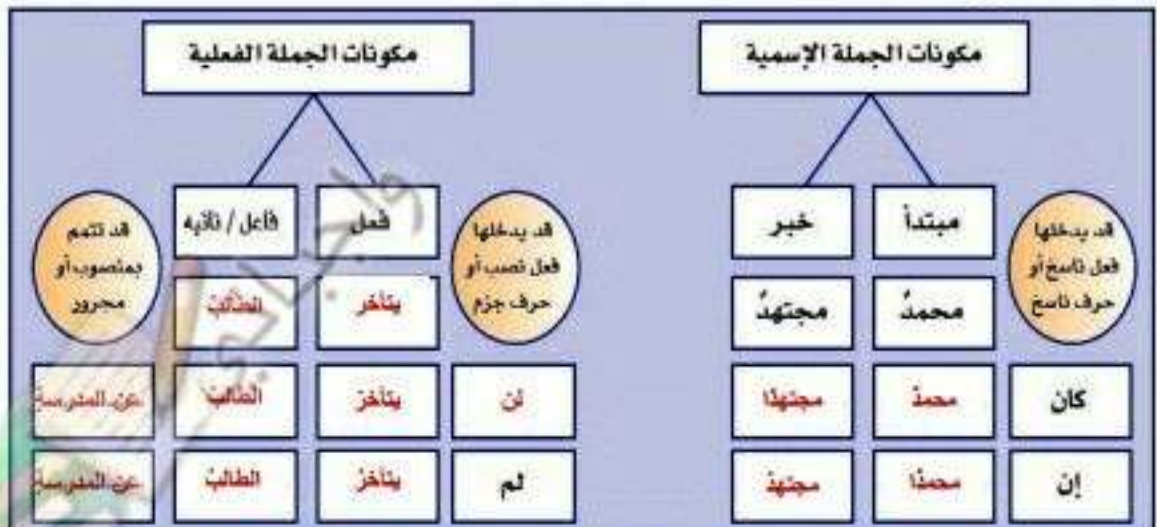 مكونات الجملة الإسمية
مبتدأ
خبر
قد يدخلها
فعل ناسخ أو
حرف ناسخ
محمدٌ
مجتهدٌ
كان
محمدٌ
مجتهدًا
إن
محمدًا
مجتهدٌ
مكونات الجملة الفعلية
فعل
فاعل / نائبه
قد يدخلها
فعل نصب أو
حرف جزم
قد تتمم
بمنصوب أو
مجرور
يتأخر
الطالبُ
لن
يتأخرَ
الطالبُ
عن المدرسةِ
لم
يتأخرْ
الطالبُ
عن المدرسةِ
واجباتي